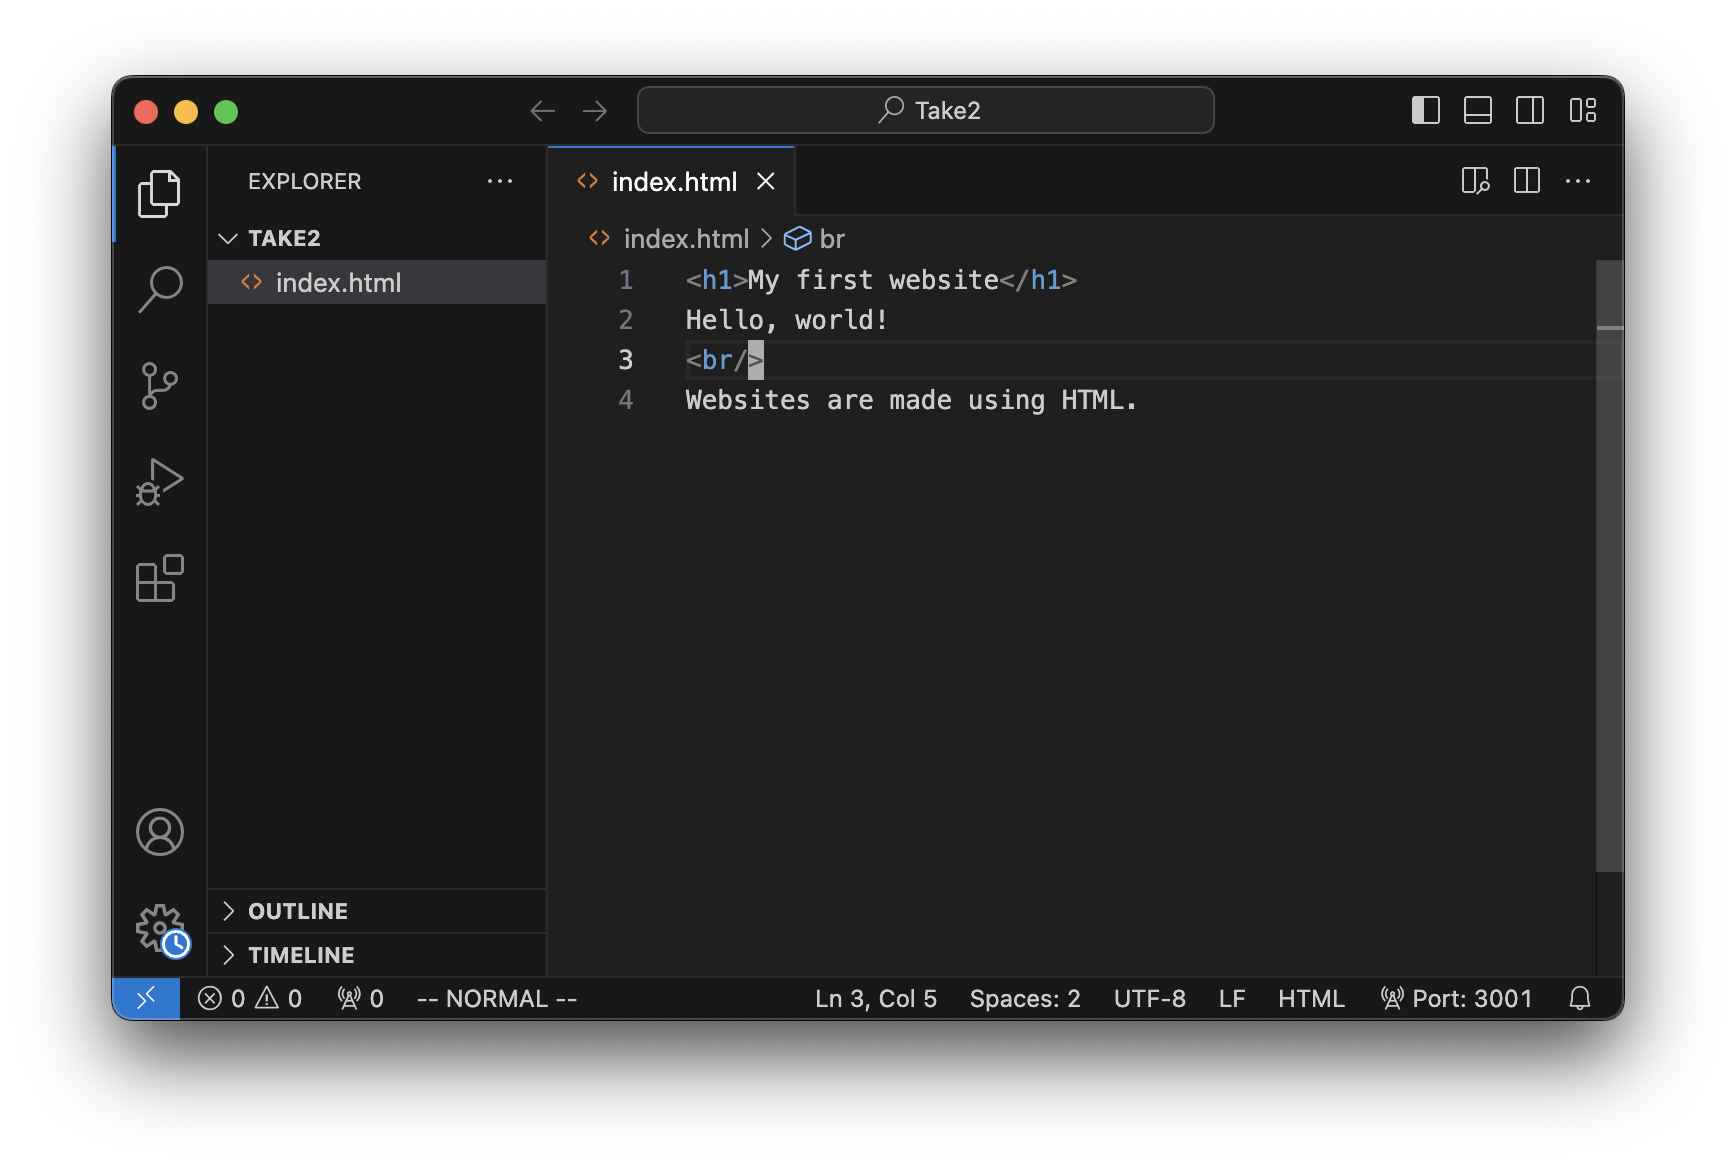 Take2
EXPLORER
index.html
TAKE2
index.html
index.html > br
1 <h1>My first website</h1>
2 Hello, world!
3 <br/>
4 Websites are made using HTML.
OUTLINE
TIMELINE
0 0 0 -- NORMAL -- Ln 3, Col 5 Spaces: 2 UTF-8 LF HTML Port: 3001